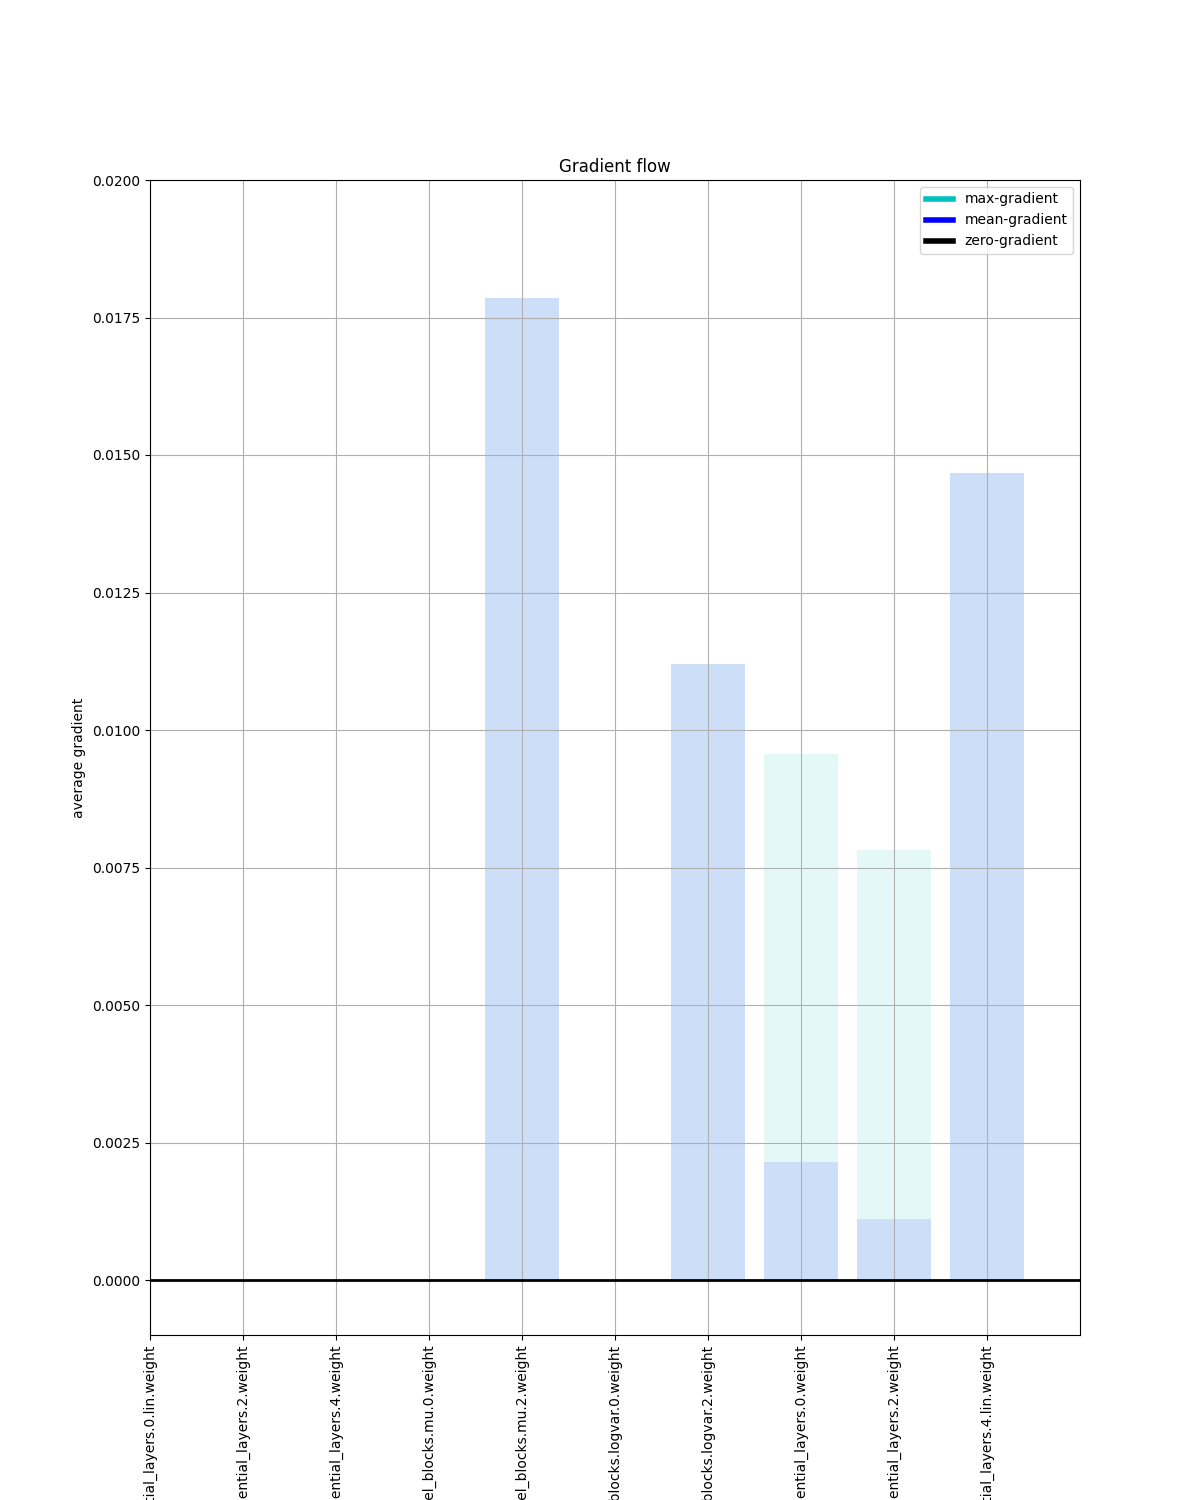 Gradient flow
max-gradient
mean-gradient
zero-gradient
0.0200
0.0175
0.0150
0.0125
0.0100
0.0075
0.0050
0.0025
0.0000
average gradient
tial_layers.0.lin.weight
ential_layers.2.weight
ential_layers.4.weight
el_blocks.mu.0.weight
el_blocks.mu.2.weight
blocks.logvar.0.weight
blocks.logvar.2.weight
ential_layers.0.weight
ential_layers.2.weight
tial_layers.4.lin.weight